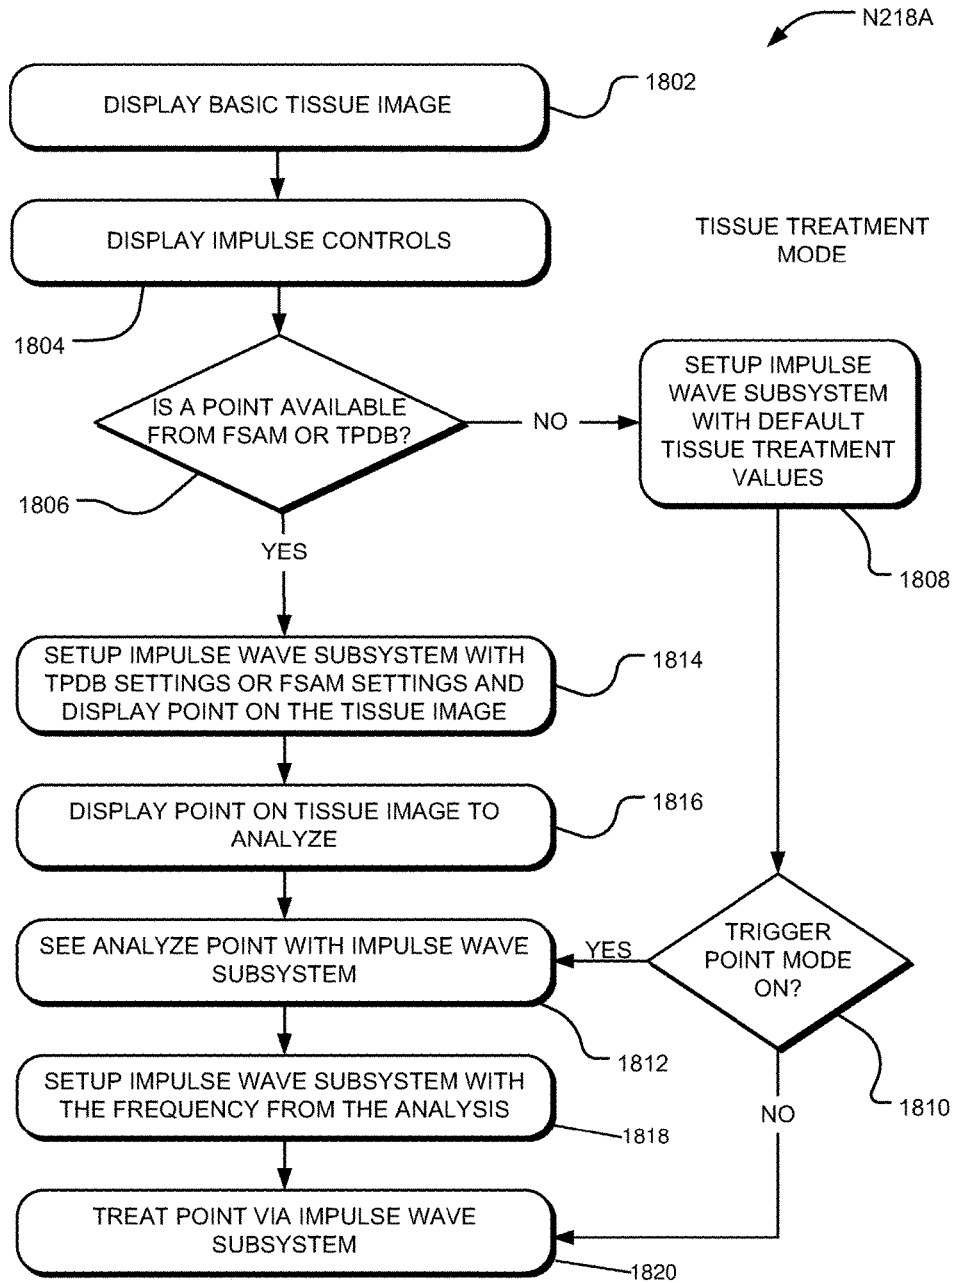 N218A
DISPLAY BASIC TISSUE IMAGE
1802
DISPLAY IMPULSE CONTROLS
1804
TISSUE TREATMENT
MODE
IS A POINT AVAILABLE
FROM FSAM OR TPDB?
1806
NO
SETUP IMPULSE
WAVE SUBSYSTEM
WITH DEFAULT
TISSUE TREATMENT
VALUES
1808
YES
SETUP IMPULSE WAVE SUBSYSTEM WITH
TPDB SETTINGS OR FSAM SETTINGS AND
DISPLAY POINT ON THE TISSUE IMAGE
1814
DISPLAY POINT ON TISSUE IMAGE TO
ANALYZE
1816
TRIGGER
POINT MODE
ON?
1810
YES
SEE ANALYZE POINT WITH IMPULSE WAVE
SUBSYSTEM
1812
SETUP IMPULSE WAVE SUBSYSTEM WITH
THE FREQUENCY FROM THE ANALYSIS
1818
NO
TREAT POINT VIA IMPULSE WAVE
SUBSYSTEM
1820